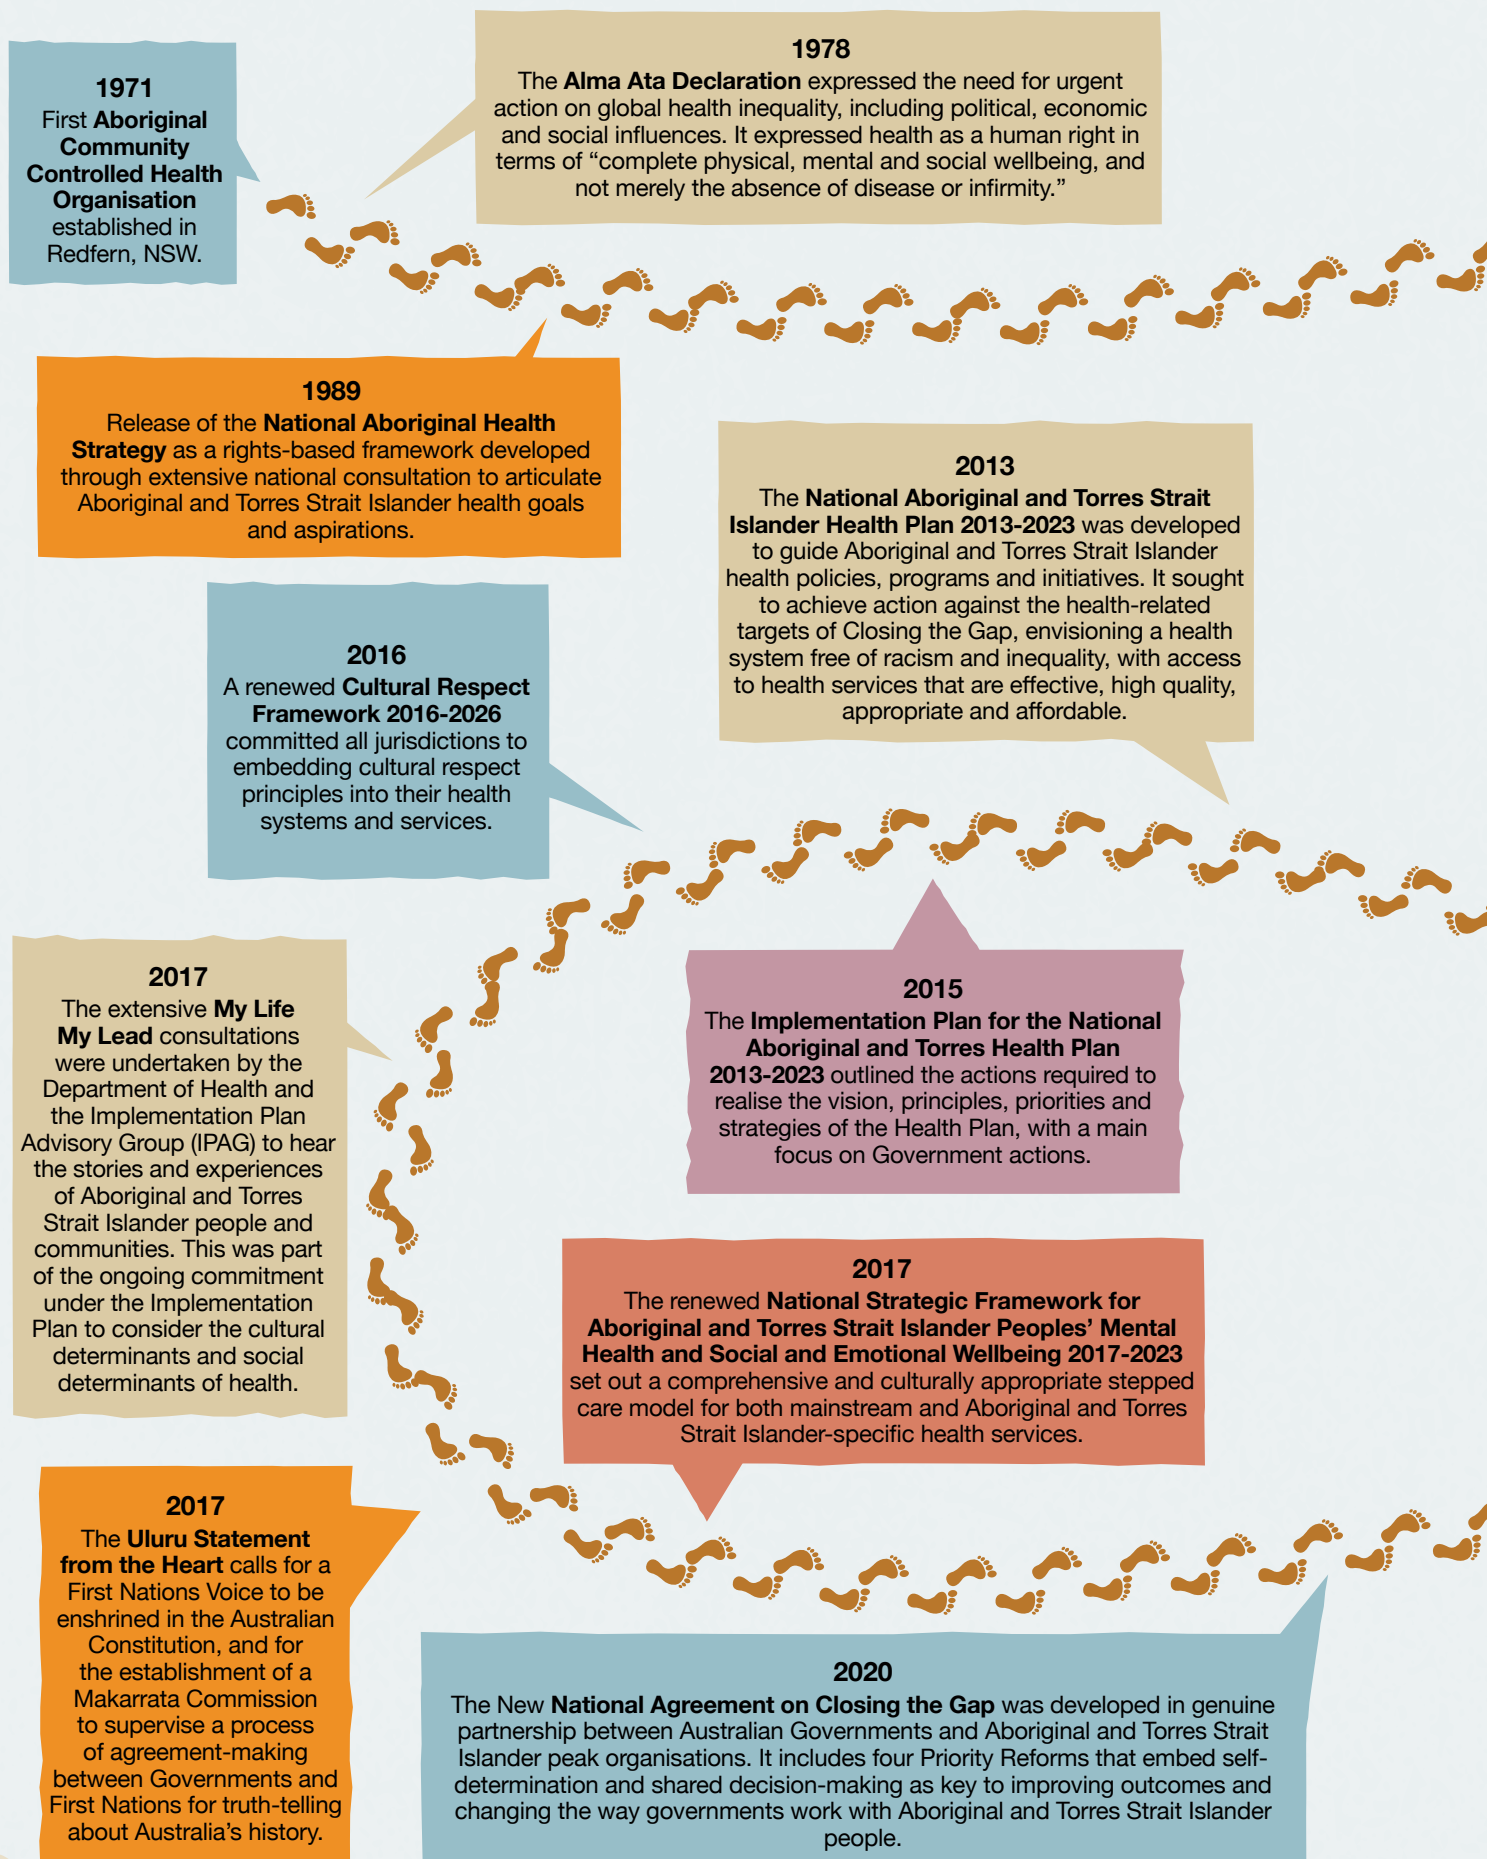 1971
First Aboriginal
Community
Controlled Health
Organisation
established in
Redfern, NSW.
1978
The Alma Ata Declaration expressed the need for urgent
action on global health inequality, including political, economic
and social influences. It expressed health as a human right in
terms of “complete physical, mental and social wellbeing, and
not merely the absence of disease or infirmity.”
1989
Release of the National Aboriginal Health
Strategy as a rights-based framework developed
through extensive national consultation to articulate
Aboriginal and Torres Strait Islander health goals
and aspirations.
2013
The National Aboriginal and Torres Strait
Islander Health Plan 2013-2023 was developed
to guide Aboriginal and Torres Strait Islander
health policies, programs and initiatives. It sought
to achieve action against the health-related
targets of Closing the Gap, envisioning a health
system free of racism and inequality, with access
to health services that are effective, high quality,
appropriate and affordable.
2016
A renewed Cultural Respect
Framework 2016-2026
committed all jurisdictions to
embedding cultural respect
principles into their health
systems and services.
2015
The Implementation Plan for the National
Aboriginal and Torres Health Plan
2013-2023 outlined the actions required to
realise the vision, principles, priorities and
strategies of the Health Plan, with a main
focus on Government actions.
2017
The extensive My Life
My Lead consultations
were undertaken by the
Department of Health and
the Implementation Plan
Advisory Group (IPAG) to hear
the stories and experiences
of Aboriginal and Torres
Strait Islander people and
communities. This was part
of the ongoing commitment
under the Implementation
Plan to consider the cultural
determinants and social
determinants of health.
2017
The renewed National Strategic Framework for
Aboriginal and Torres Strait Islander Peoples’ Mental
Health and Social and Emotional Wellbeing 2017-2023
set out a comprehensive and culturally appropriate stepped
care model for both mainstream and Aboriginal and Torres
Strait Islander-specific health services.
2017
The Uluru Statement
from the Heart calls for a
First Nations Voice to be
enshrined in the Australian
Constitution, and for
the establishment of a
Makarrata Commission
to supervise a process
of agreement-making
between Governments and
First Nations for truth-telling
about Australia’s history.
2020
The New National Agreement on Closing the Gap was developed in genuine
partnership between Australian Governments and Aboriginal and Torres Strait
Islander peak organisations. It includes four Priority Reforms that embed self-
determination and shared decision-making as key to improving outcomes and
changing the way governments work with Aboriginal and Torres Strait Islander
people.